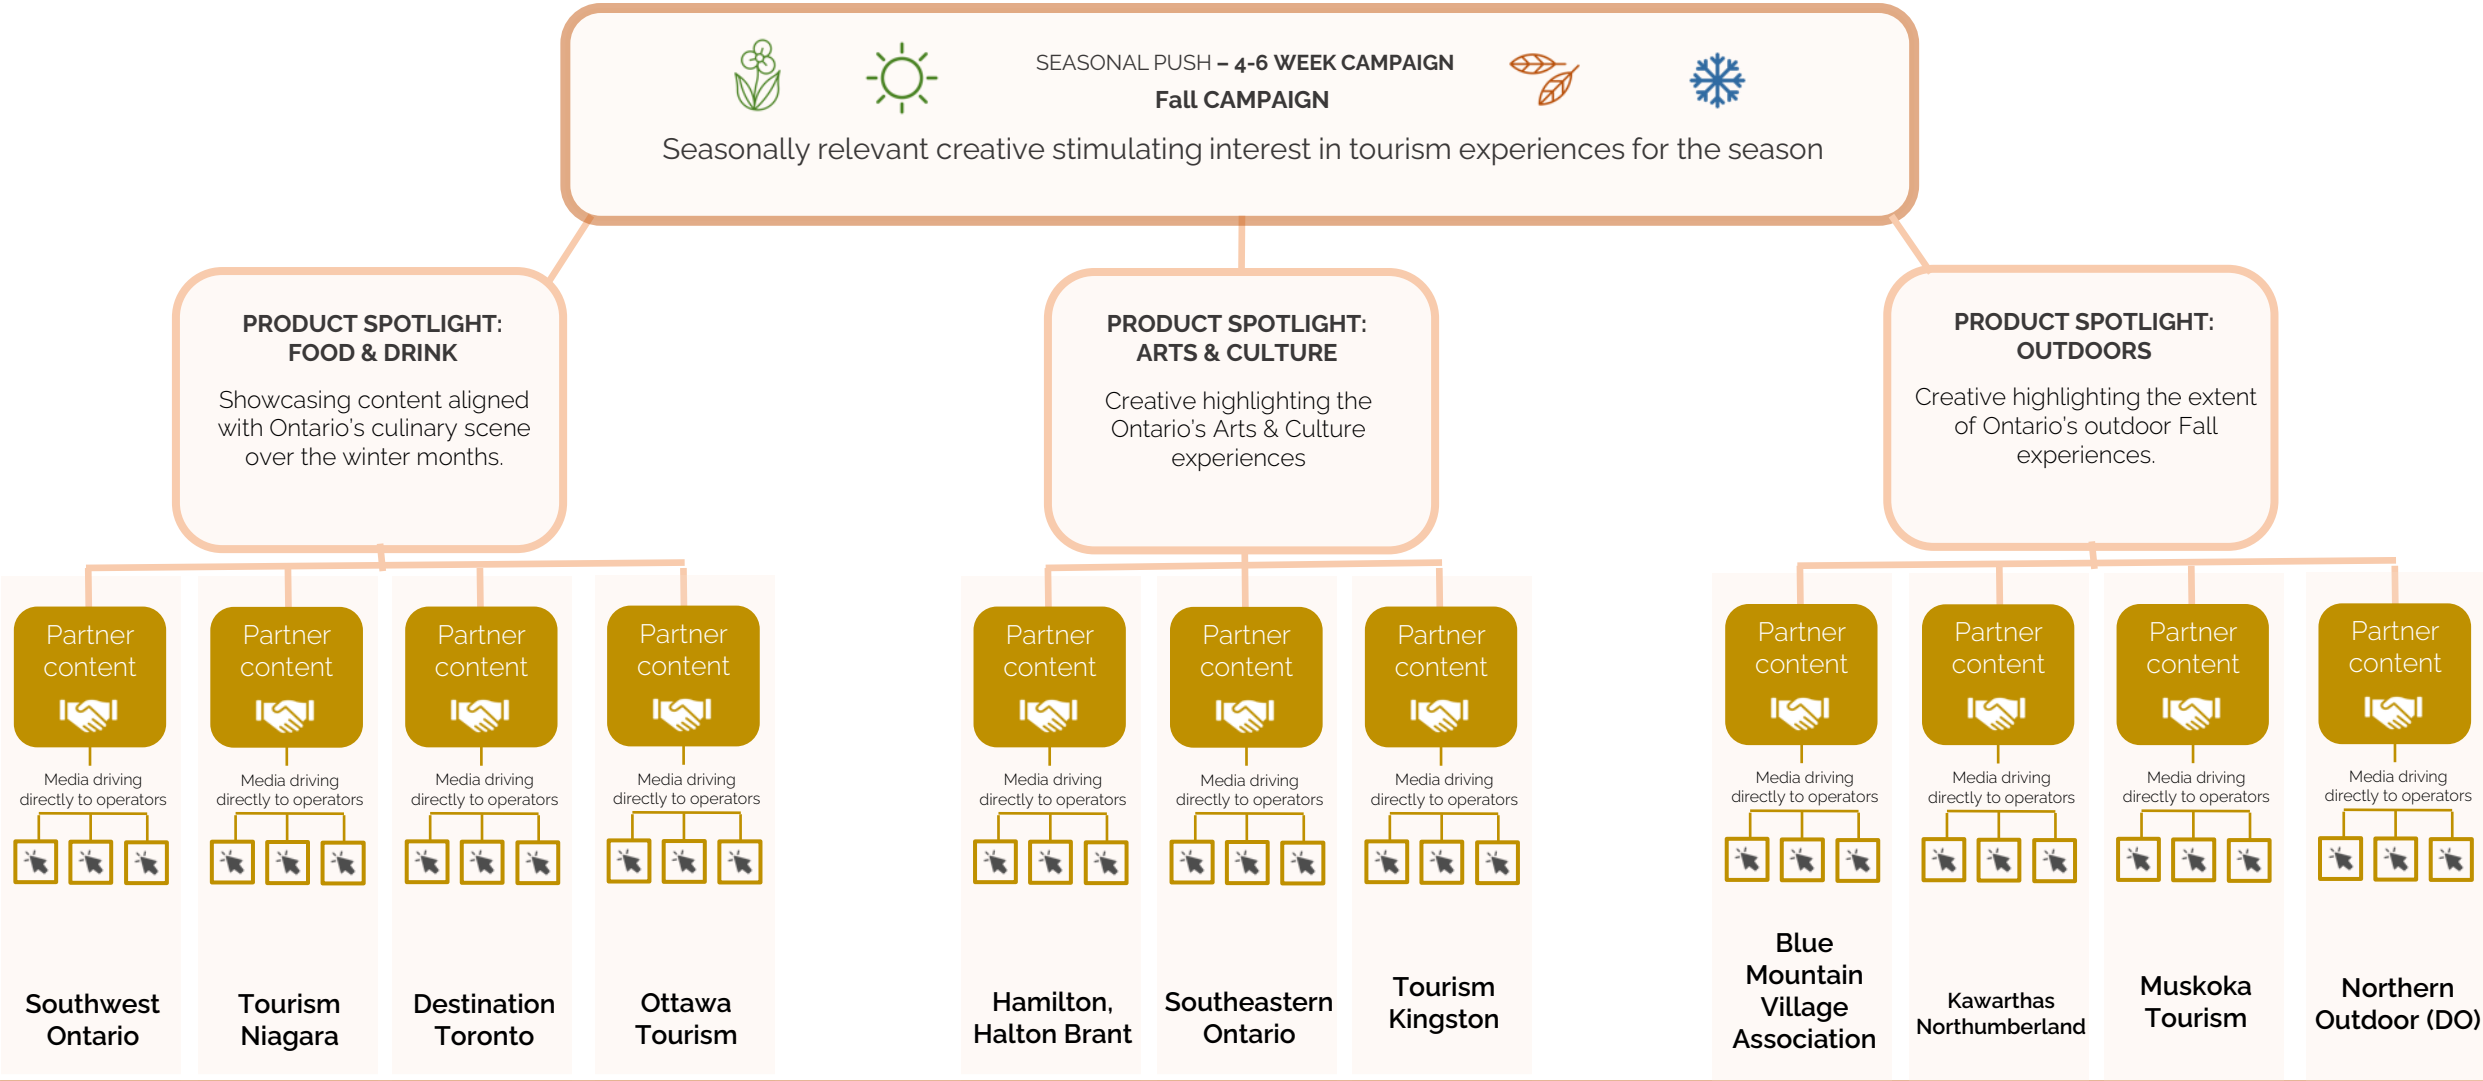 SEASONAL PUSH – 4-6 WEEK CAMPAIGN
Fall CAMPAIGN
Seasonally relevant creative stimulating interest in tourism experiences for the season
PRODUCT SPOTLIGHT:
FOOD & DRINK
Showcasing content aligned
with Ontario's culinary scene
over the winter months.
PRODUCT SPOTLIGHT:
ARTS & CULTURE
Creative highlighting the
Ontario's Arts & Culture
experiences
PRODUCT SPOTLIGHT:
OUTDOORS
Creative highlighting the extent
of Ontario's outdoor Fall
experiences.
Partner
content
Media driving
directly to operators
Southwest
Ontario
Partner
content
Media driving
directly to operators
Tourism
Niagara
Partner
content
Media driving
directly to operators
Destination
Toronto
Partner
content
Media driving
directly to operators
Ottawa
Tourism
Partner
content
Media driving
directly to operators
Hamilton,
Halton Brant
Partner
content
Media driving
directly to operators
Southeastern
Ontario
Partner
content
Media driving
directly to operators
Tourism
Kingston
Partner
content
Media driving
directly to operators
Blue
Mountain
Village
Association
Partner
content
Media driving
directly to operators
Kawarthas
Northumberland
Partner
content
Media driving
directly to operators
Muskoka
Tourism
Partner
content
Media driving
directly to operators
Northern
Outdoor (DO)